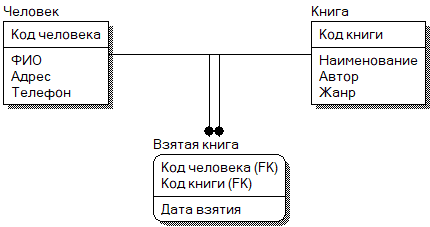 Человек
Код человека
ФИО
Адрес
Телефон
Книга
Код книги
Наименование
Автор
Жанр
Взятая книга
Код человека (FK)
Код книги (FK)
Дата взятия